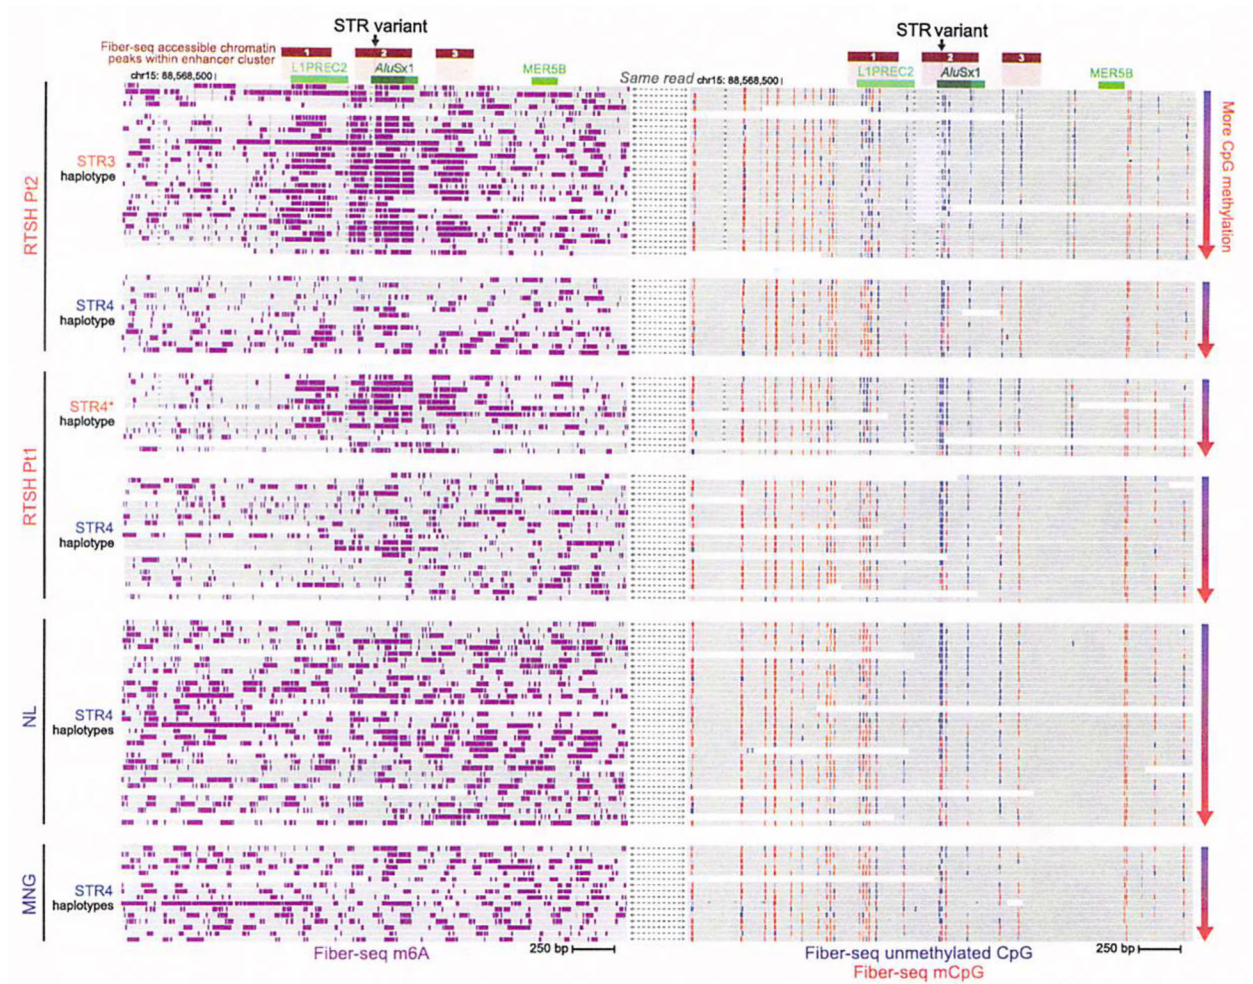 STR variant
Fiber-seq accessible chromatin
peaks within enhancer cluster
1
2
3
L1PREC2
AluSx1
MER5B
chr15: 88,568,500
STR variant
1
2
3
L1PREC2
AluSx1
MER5B
Same read chr15: 88,568,500
RTSH Pt2
STR3
haplotype
STR4
haplotype
RTSH Pt1
STR4*
haplotype
STR4
haplotype
NL
STR4
haplotypes
MNG
STR4
haplotypes
More CpG methylation
Fiber-seq m6A
250 bp
Fiber-seq unmethylated CpG
Fiber-seq mCpG
250 bp